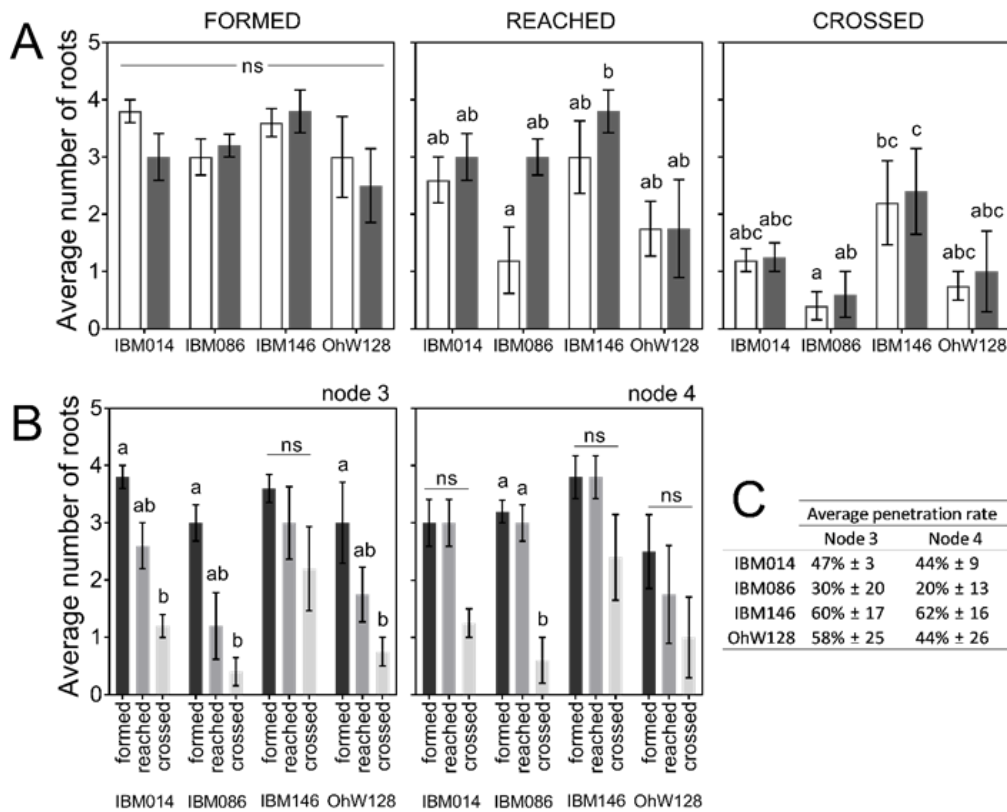 A
FORMED
REACHED
CROSSED
Average number of roots
5
4
3
2
1
0
ns
IBM014
IBM086
IBM146
OhW128
ab
ab
a
ab
ab
b
ab
ab
IBM014
IBM086
IBM146
OhW128
abc
abc
a
ab
bc
c
abc
abc
IBM014
IBM086
IBM146
OhW128
B
node 3
node 4
Average number of roots
5
4
3
2
1
0
a
ab
b
a
ab
b
ns
a
ab
b
formed
reached
crossed
formed
reached
crossed
formed
reached
crossed
formed
reached
crossed
IBM014
IBM086
IBM146
OhW128
ns
a
a
b
ns
ns
formed
reached
crossed
formed
reached
crossed
formed
reached
crossed
formed
reached
crossed
IBM014
IBM086
IBM146
OhW128
C
Average penetration rate
Node 3 Node 4
IBM014 47% ± 3 44% ± 9
IBM086 30% ± 20 20% ± 13
IBM146 60% ± 17 62% ± 16
OhW128 58% ± 25 44% ± 26